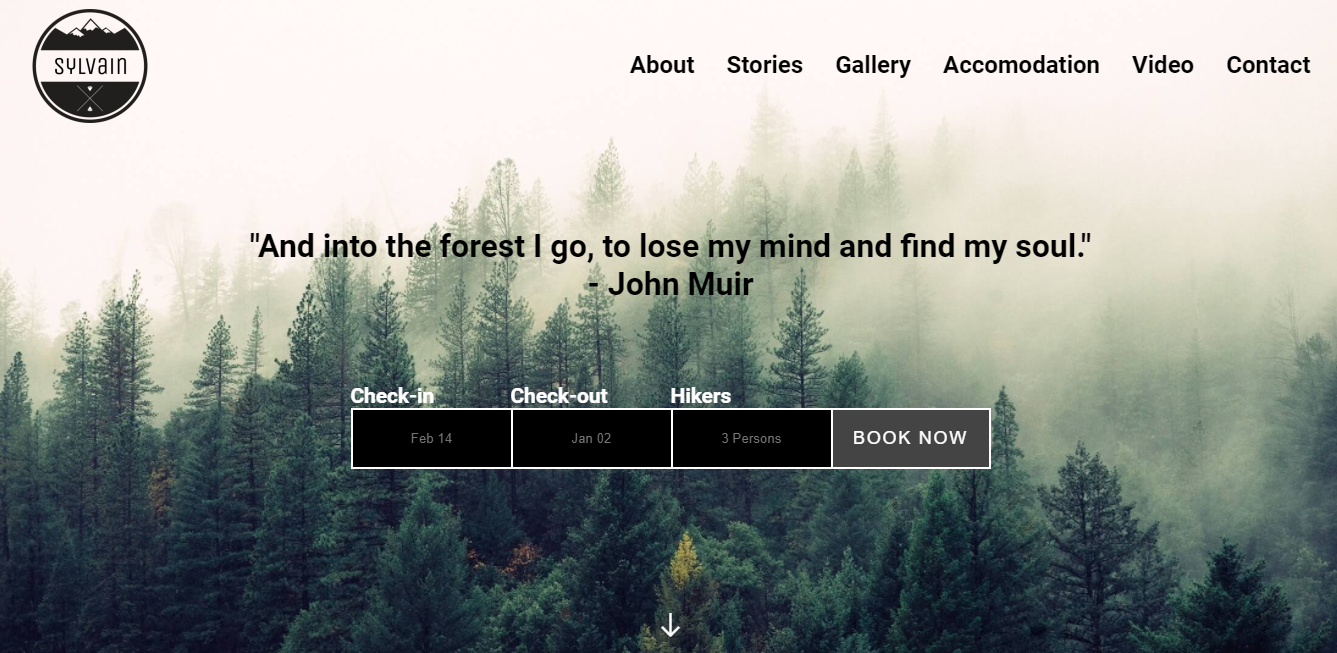 SYLVAIN
About Stories Gallery Accomodation Video Contact
"And into the forest I go, to lose my mind and find my soul."
- John Muir
Check-in Check-out Hikers
Feb 14 Jan 02 3 Persons BOOK NOW